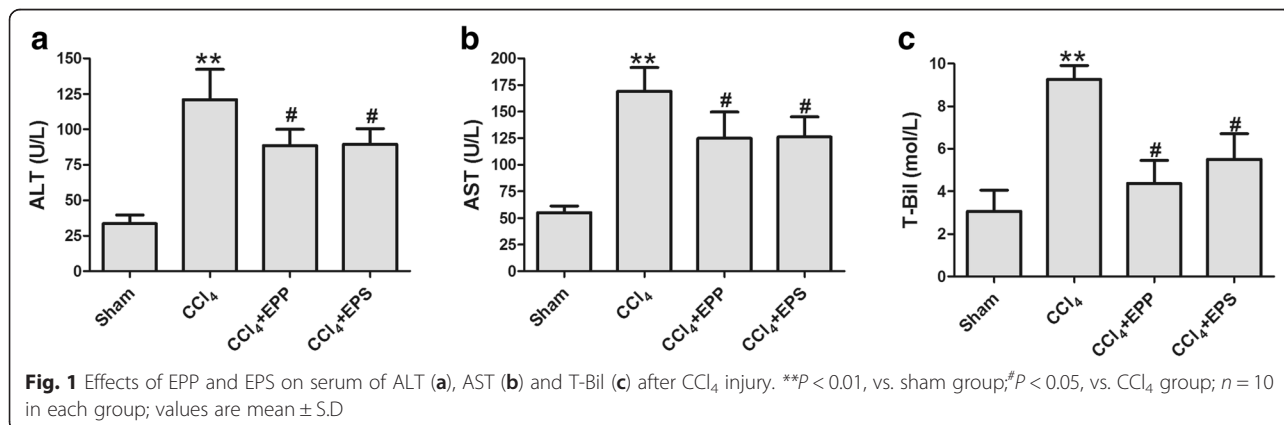 a
150
125
100
75
50
25
0
ALT (U/L)
**
#
#
Sham
CCl₄
CCl₄+EPP
CCl₄+EPS
b
200
175
150
125
100
75
50
25
0
AST (U/L)
**
#
#
Sham
CCl₄
CCl₄+EPP
CCl₄+EPS
c
10
8
6
4
2
0
T-Bil (mol/L)
**
#
#
Sham
CCl₄
CCl₄+EPP
CCl₄+EPS
Fig. 1 Effects of EPP and EPS on serum of ALT (a), AST (b) and T-Bil (c) after CCl₄ injury. **P < 0.01, vs. sham group;#P < 0.05, vs. CCl₄ group; n = 10
in each group; values are mean ± S.D